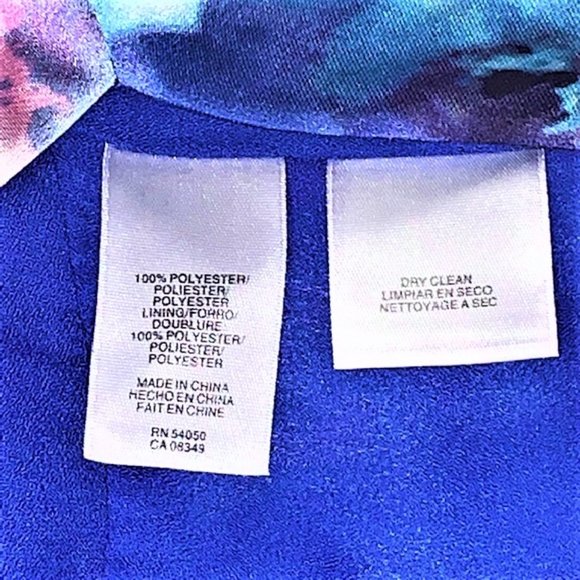 100% POLYESTER/
POLIESTER/
POLYESTER
LINING/FORRO/
DOUBLURE
100% POLYESTER/
POLIESTER/
POLYESTER
MADE IN CHINA
HECHO EN CHINA
FAIT EN CHINE
RN 54050
CA 08349
DRY CLEAN
LIMPIAR EN SECO
NETTOYAGE A SEC